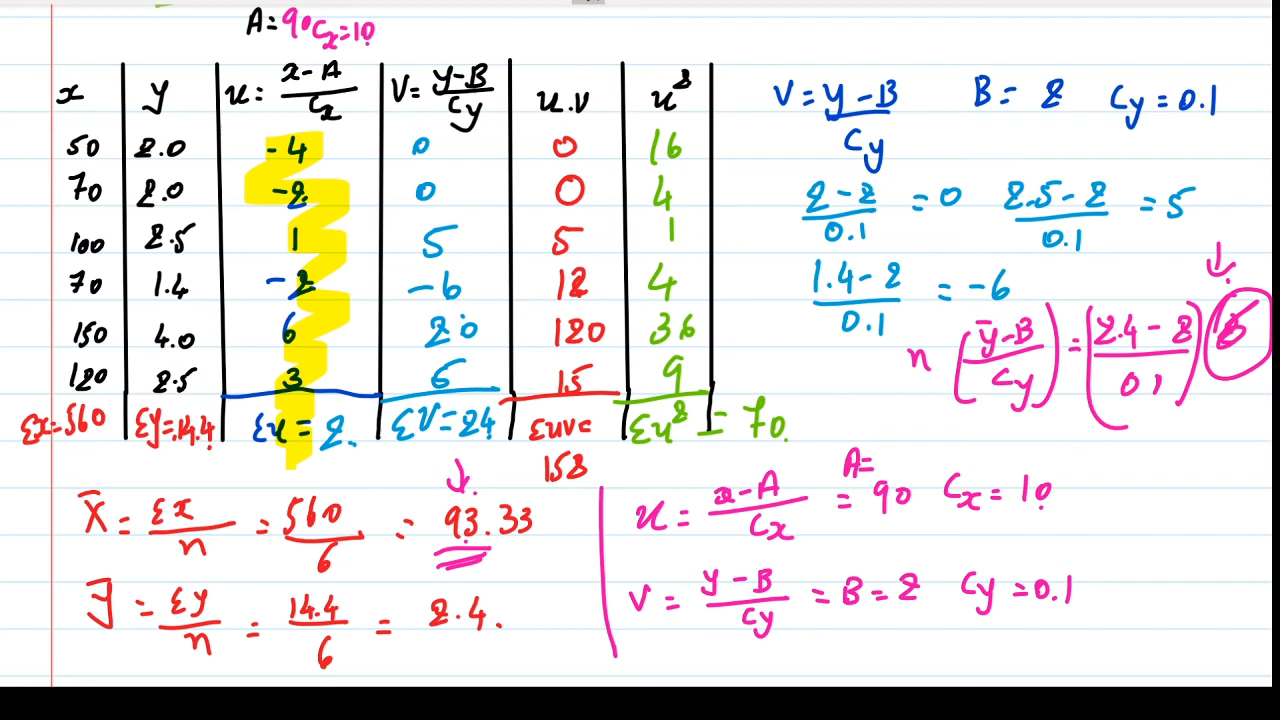 A=90 Cx=10
x | y | u = x-A/Cx | V= y-B/Cy | u.v | u²
50 | 2.0 | -4 | 0 | 0 | 16
70 | 2.0 | -2 | 0 | 0 | 4
100 | 2.5 | 1 | 5 | 5 | 1
70 | 1.4 | -2 | -6 | 12 | 4
150 | 4.0 | 6 | 20 | 120 | 36
120 | 2.5 | 3 | 5 | 15 | 9
Σx=560 | Σy=14.4 | Σu = 2. | ΣV=24 | Σuv= 158 | Σu² = 70.
V = y-B/Cy B= 2 Cy = 0.1
2-2/0.1 = 0 2.5-2/0.1 = 5
1.4-2/0.1 = -6
n (ȳ-B/Cy) = (2.4-2/01)
X̄ = Σx/n = 560/6 = 93.33
ȳ = Σy/n = 14.4/6 = 2.4.
u = x-A/Cx = A= 90 Cx = 10
V = y-B/Cy = B = 2 Cy = 0.1